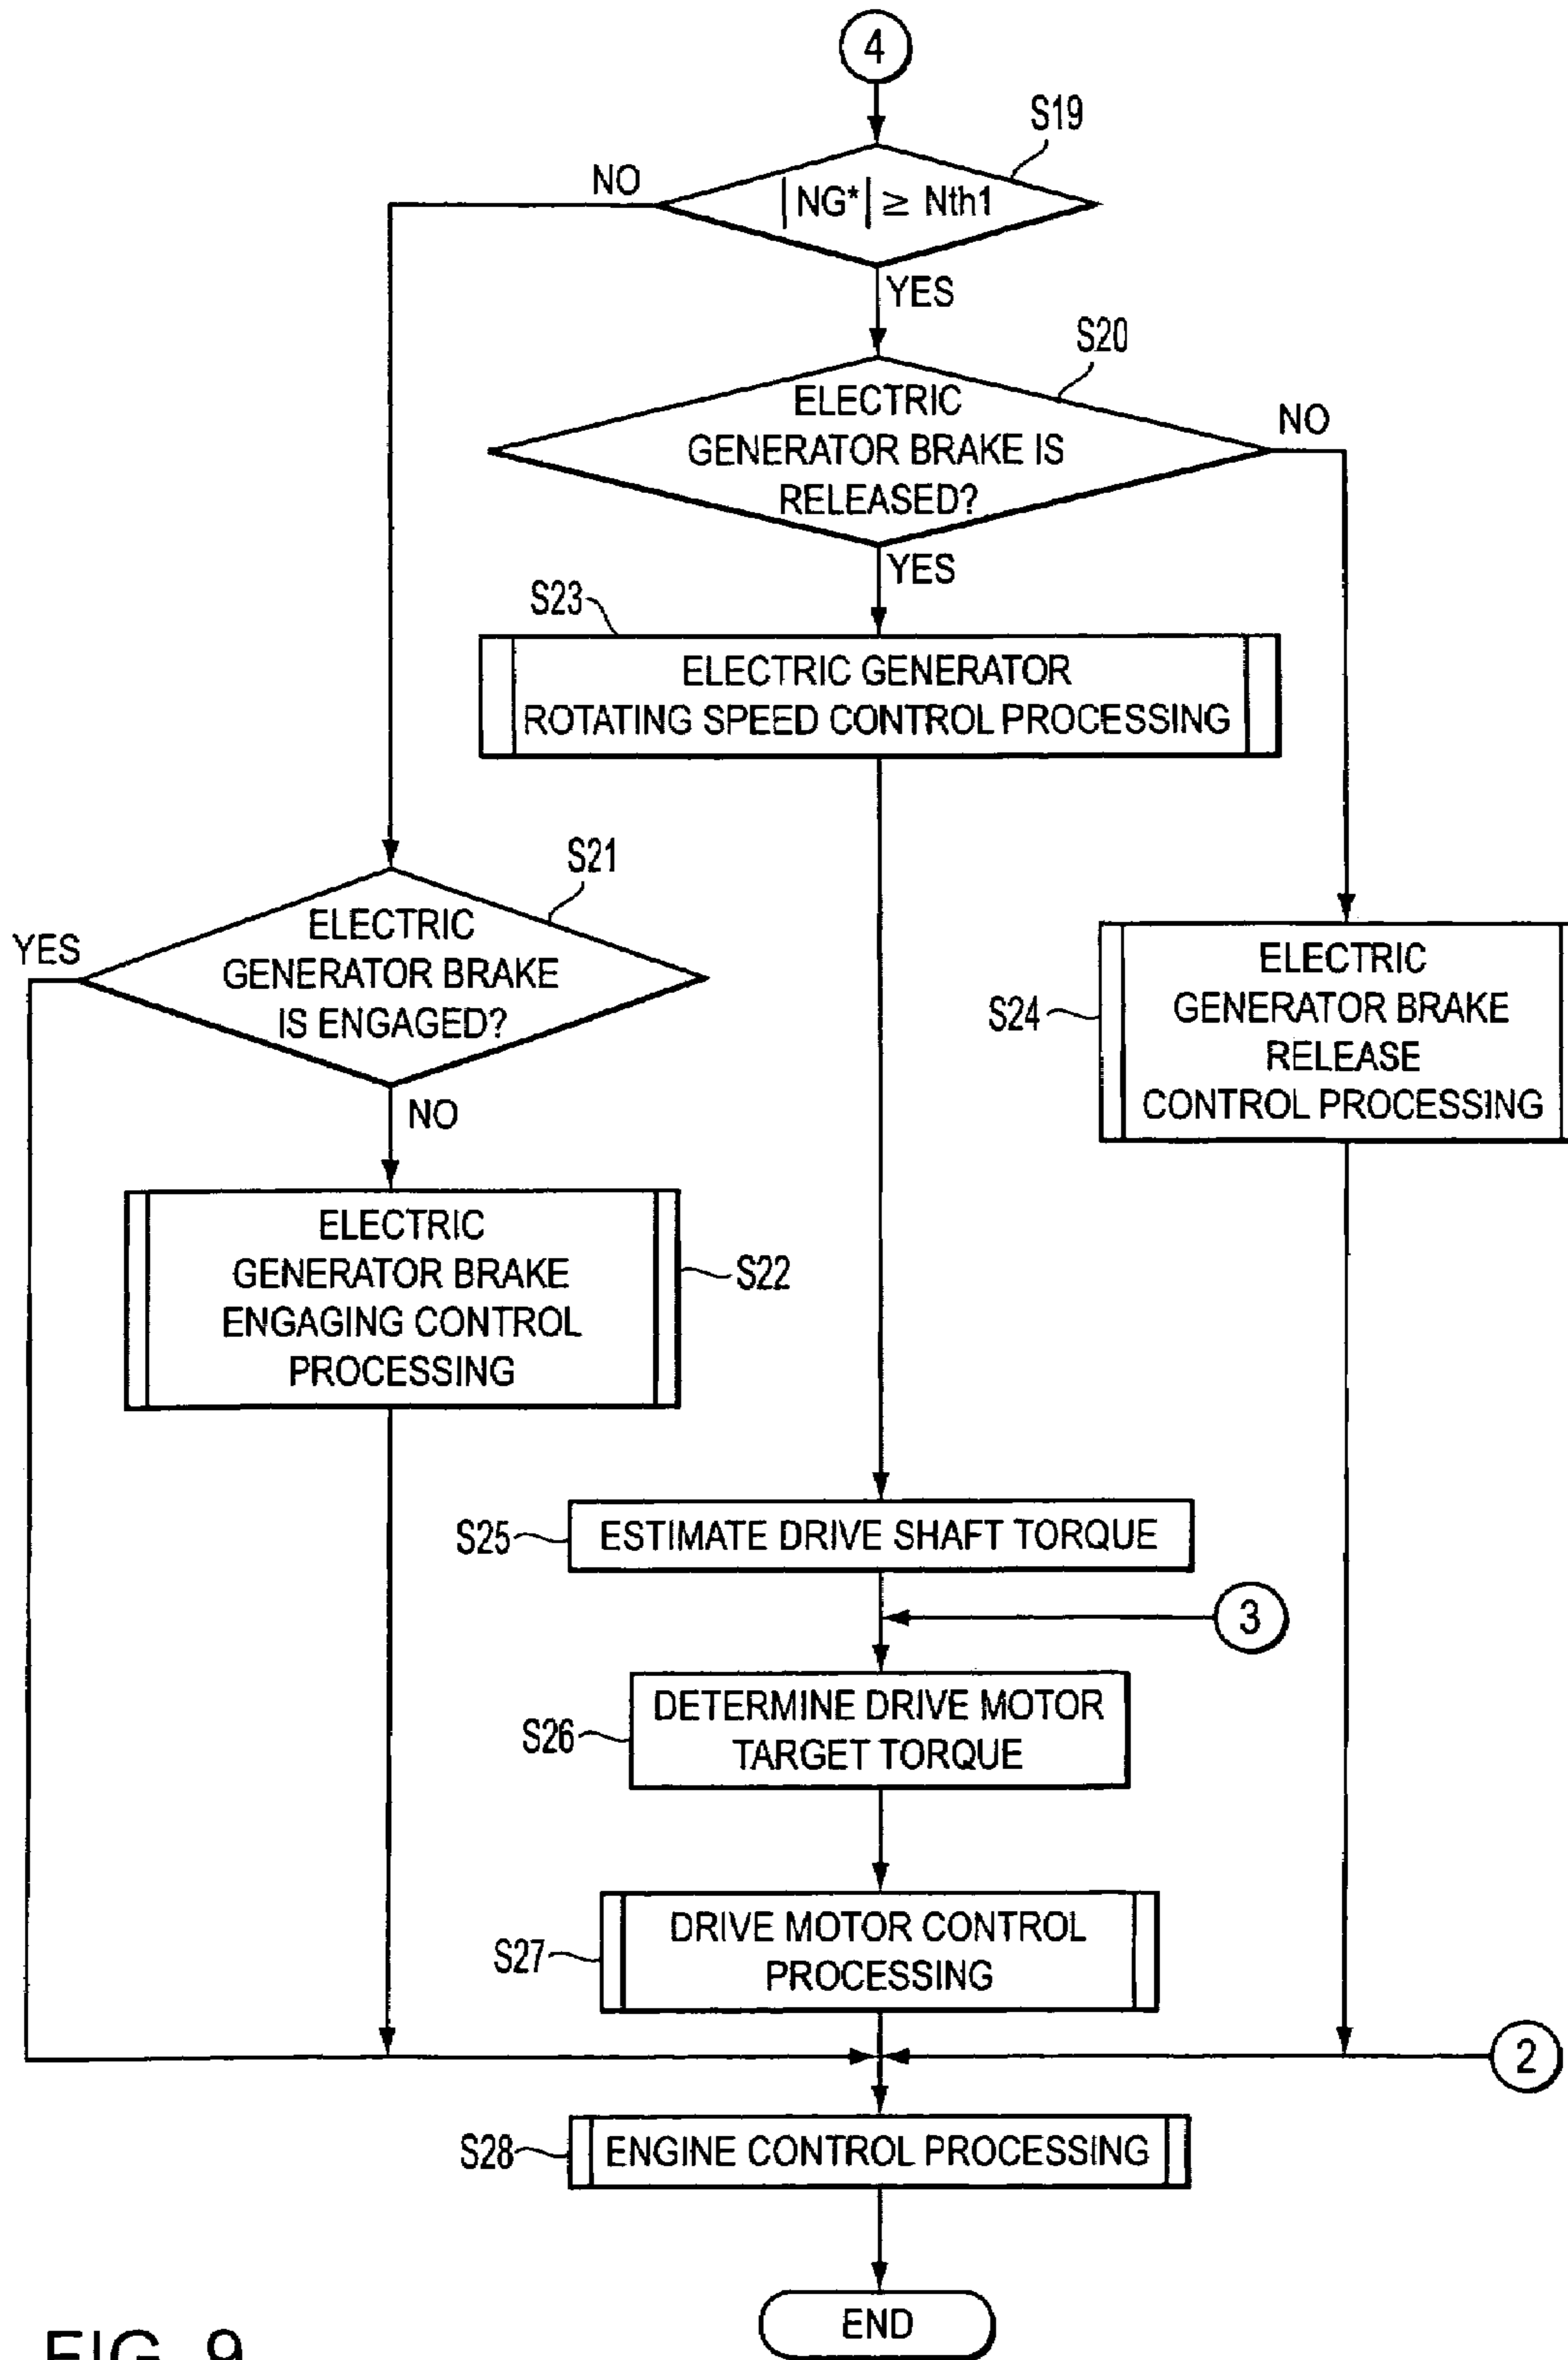 4
S19
NO
|NG*| ≥ Nth1
YES
S20
ELECTRIC
GENERATOR BRAKE IS
RELEASED?
NO
YES
S23
ELECTRIC GENERATOR
ROTATING SPEED CONTROL PROCESSING
S21
YES
ELECTRIC
GENERATOR BRAKE
IS ENGAGED?
NO
S24
ELECTRIC
GENERATOR BRAKE
RELEASE
CONTROL PROCESSING
ELECTRIC
GENERATOR BRAKE
ENGAGING CONTROL
PROCESSING
S22
S25
ESTIMATE DRIVE SHAFT TORQUE
3
S26
DETERMINE DRIVE MOTOR
TARGET TORQUE
S27
DRIVE MOTOR CONTROL
PROCESSING
2
S28
ENGINE CONTROL PROCESSING
END
FIG. 9